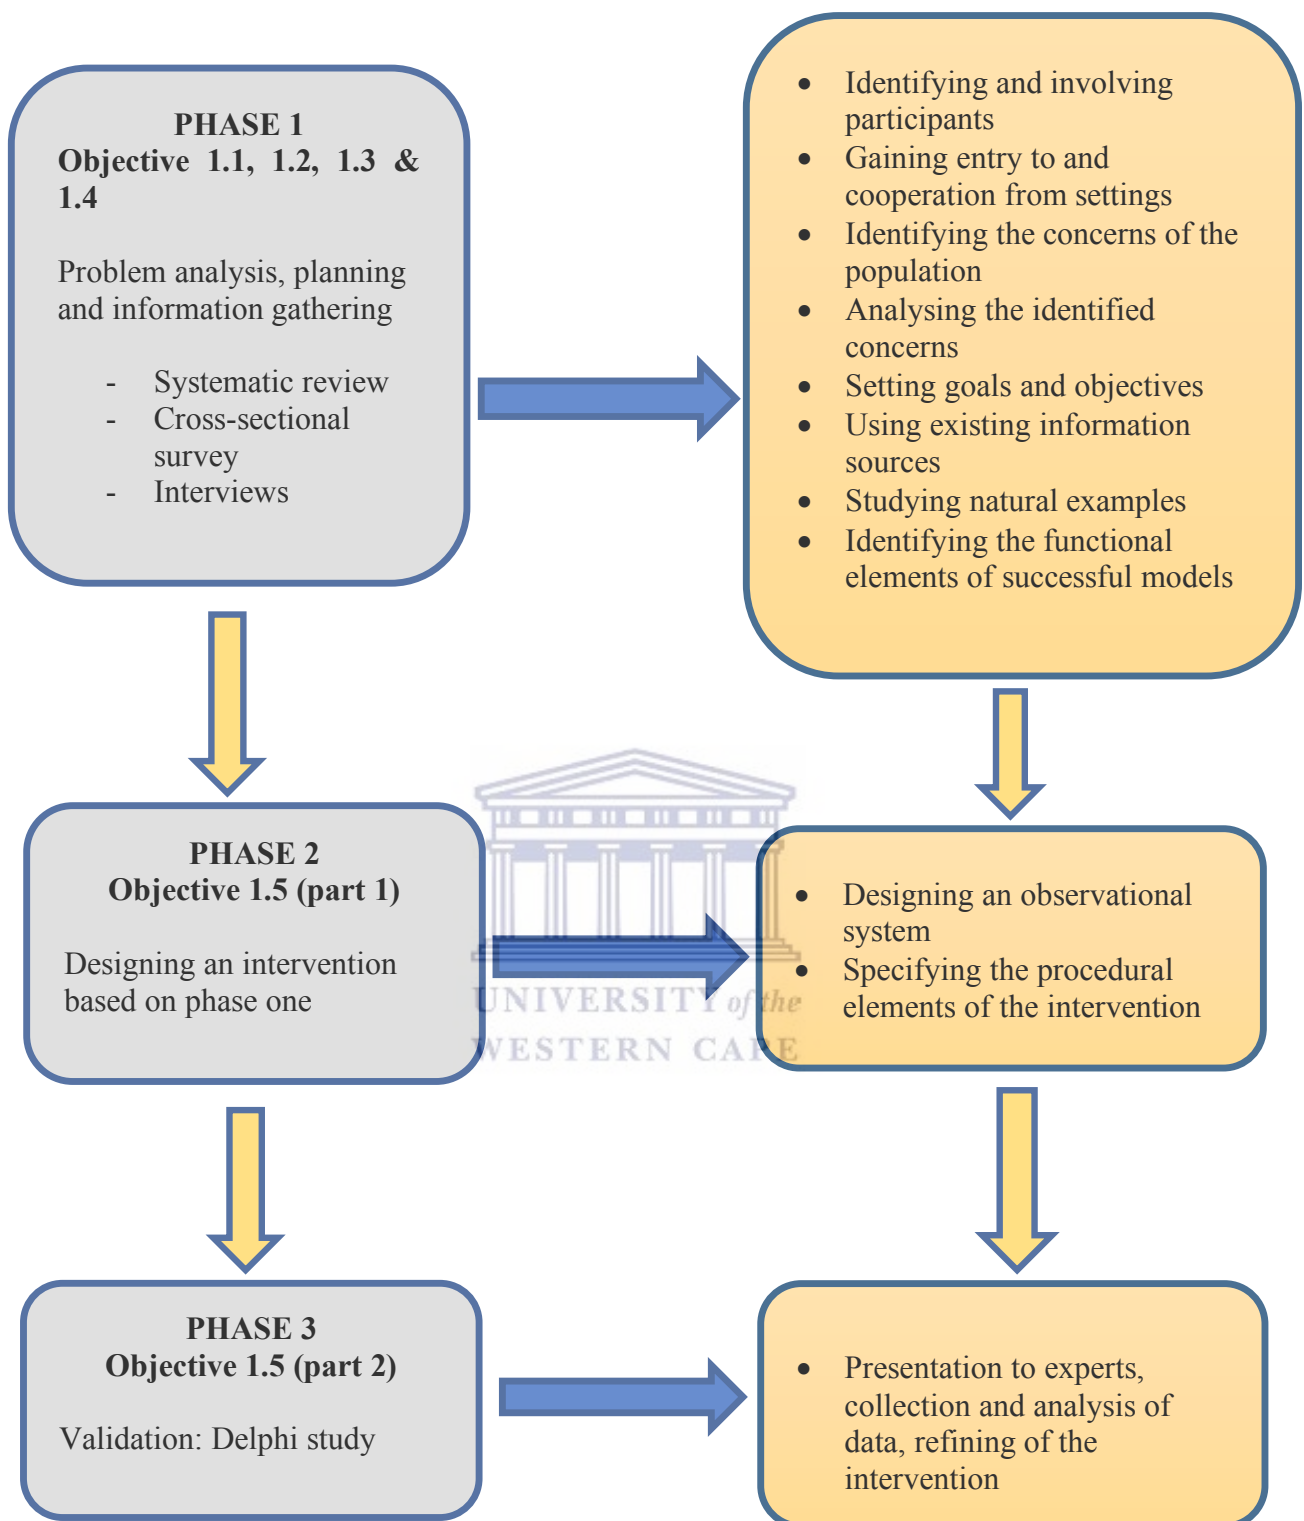 PHASE 1
Objective 1.1, 1.2, 1.3 &
1.4
Problem analysis, planning
and information gathering
- Systematic review
- Cross-sectional
survey
- Interviews
• Identifying and involving
participants
• Gaining entry to and
cooperation from settings
• Identifying the concerns of the
population
• Analysing the identified
concerns
• Setting goals and objectives
• Using existing information
sources
• Studying natural examples
• Identifying the functional
elements of successful models
PHASE 2
Objective 1.5 (part 1)
Designing an intervention
based on phase one
UNIVERSITY of the
WESTERN CAPE
• Designing an observational
system
• Specifying the procedural
elements of the intervention
PHASE 3
Objective 1.5 (part 2)
Validation: Delphi study
• Presentation to experts,
collection and analysis of
data, refining of the
intervention